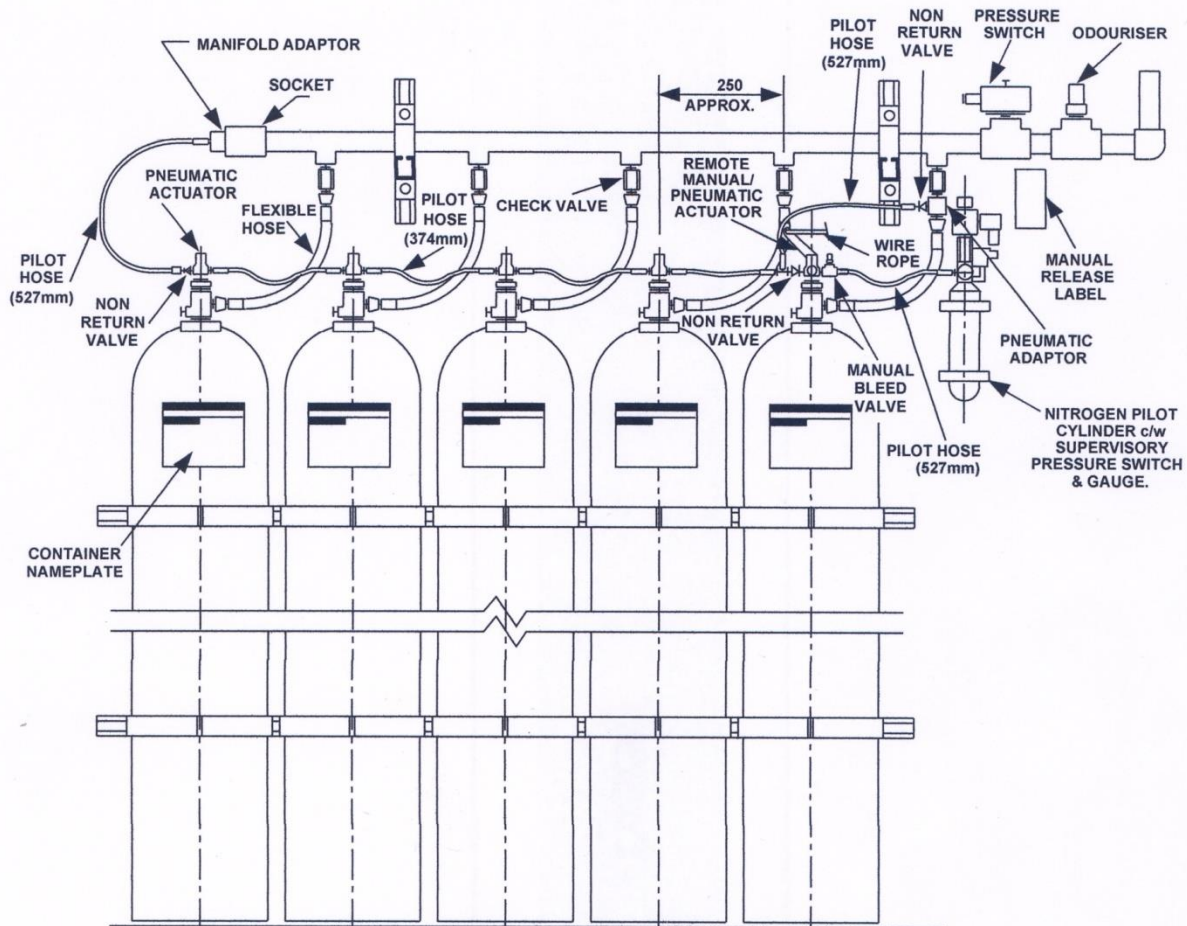 MANIFOLD ADAPTOR
SOCKET
PNEUMATIC
ACTUATOR
FLEXIBLE
HOSE
PILOT
HOSE
(374mm)
CHECK VALVE
250
APPROX.
REMOTE
MANUAL/
PNEUMATIC
ACTUATOR
PILOT
HOSE
(527mm)
NON
RETURN
VALVE
PRESSURE
SWITCH
ODOURISER
WIRE
ROPE
MANUAL
RELEASE
LABEL
PNEUMATIC
ADAPTOR
PILOT
HOSE
(527mm)
NON
RETURN
VALVE
NON RETURN
VALVE
MANUAL
BLEED
VALVE
PILOT HOSE
(527mm)
NITROGEN PILOT
CYLINDER c/w
SUPERVISORY
PRESSURE SWITCH
& GAUGE.
CONTAINER
NAMEPLATE